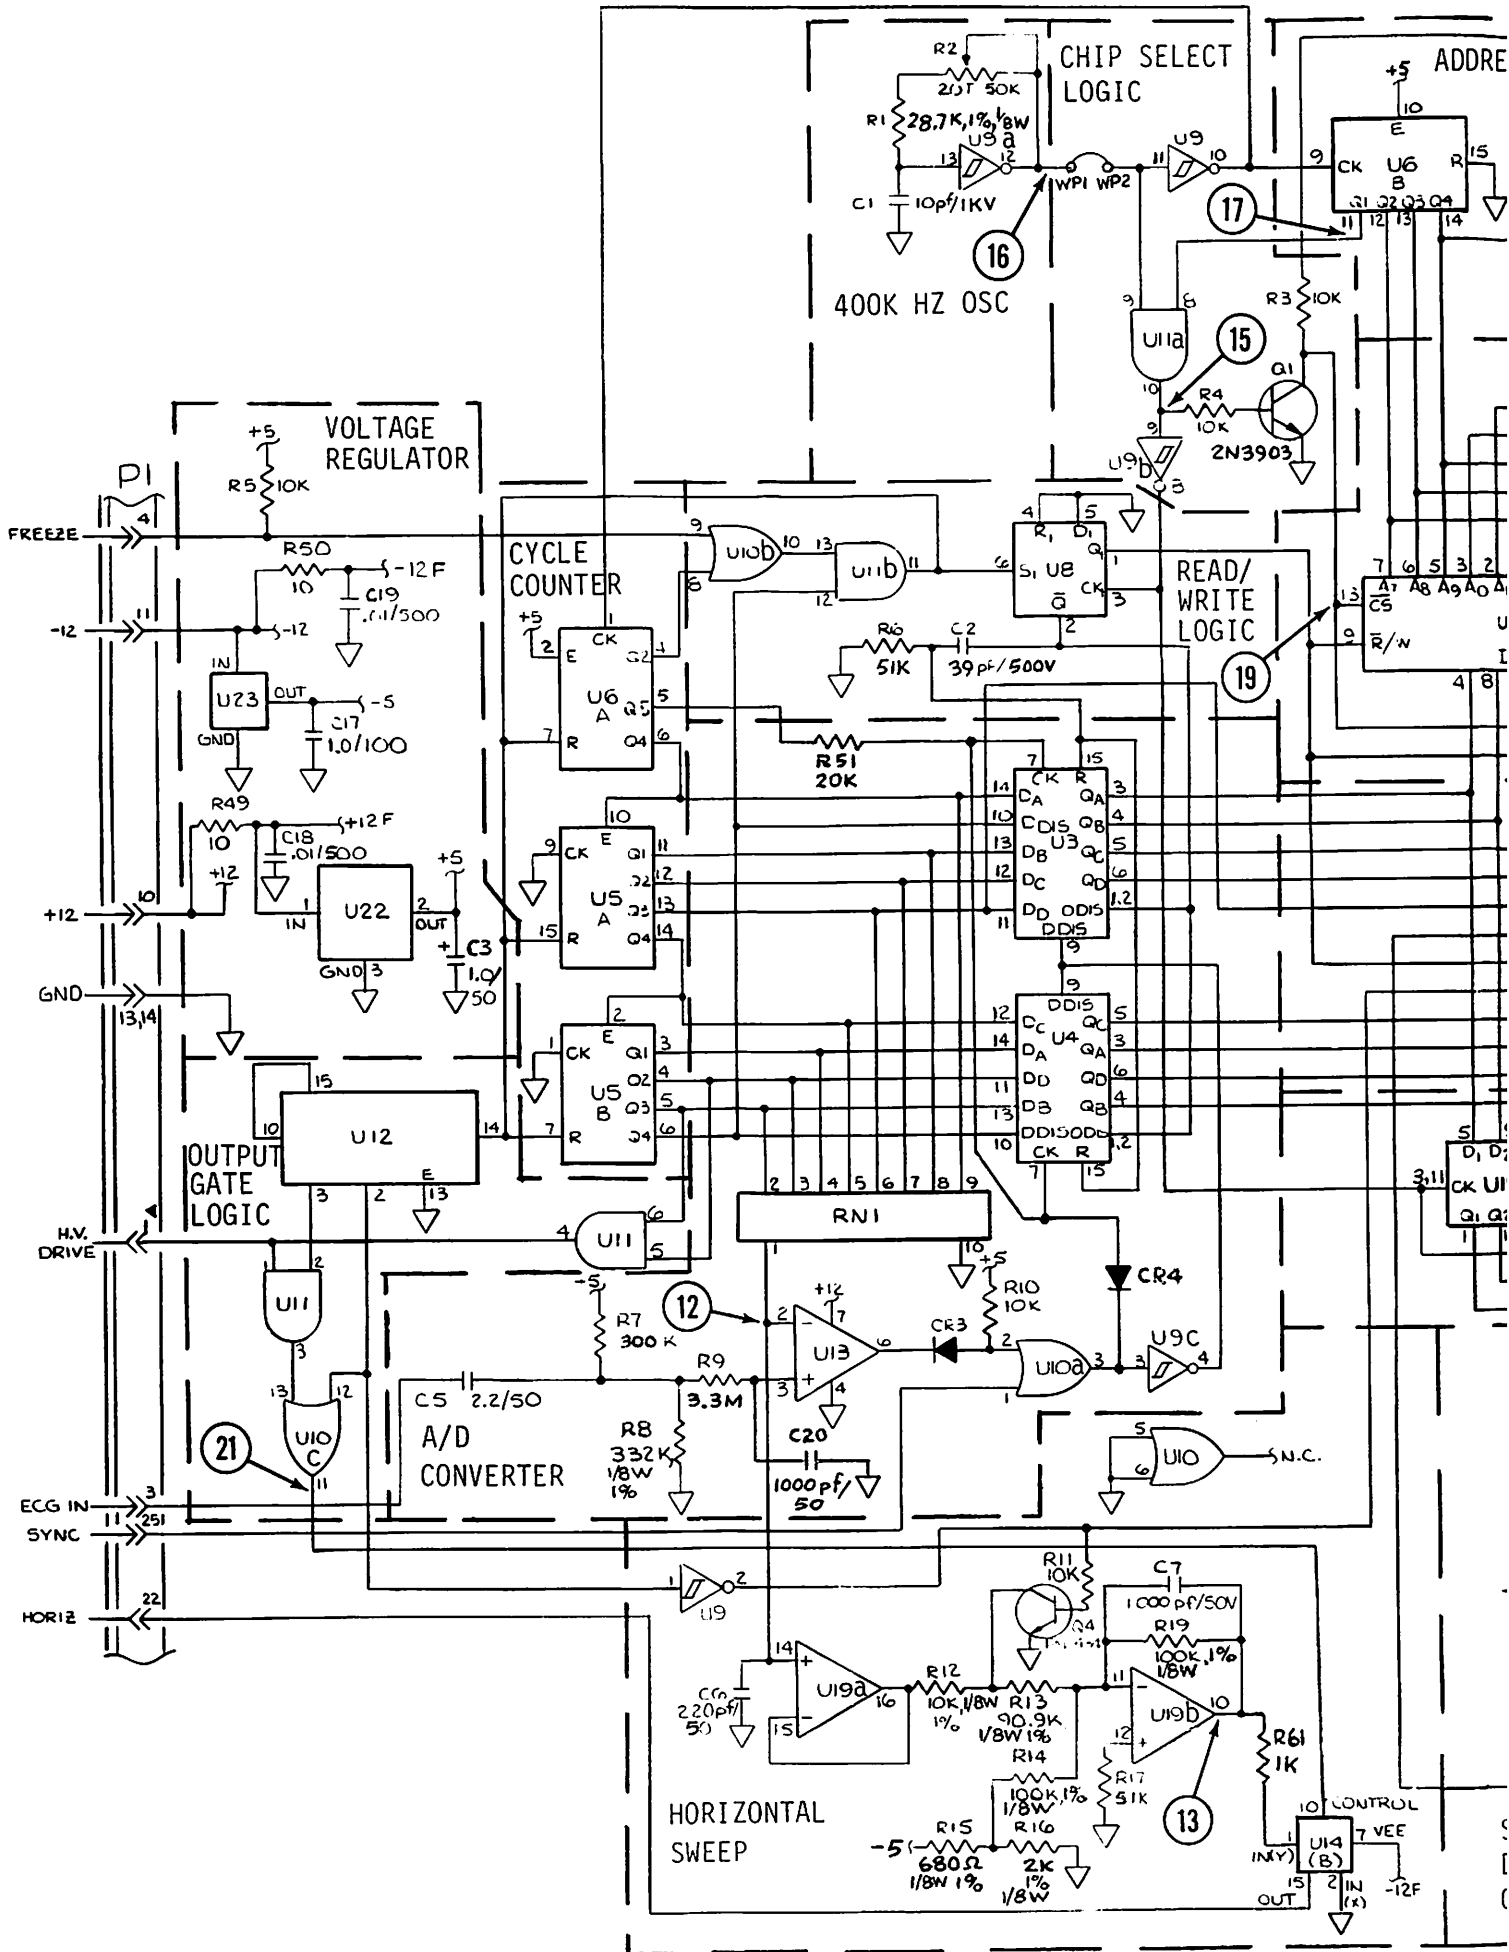 R2
20T 50K
CHIP SELECT
LOGIC
+5
ADDRE
R1
28.7K,1%,1/8W
U9
a
13
12
WP1 WP2
11
U9
10
9
10
E
CK
U6
B
R
15
Q1 Q2 Q3 Q4
11
12
13
14
C1
10pf/1KV
16
17
400K HZ OSC
R3
10K
9
8
U11a
10
15
Q1
R4
10K
2N3903
9
U9b
VOLTAGE
REGULATOR
+5
R5
10K
P1
FREEZE
4
R50
10
-12F
C19
.01/500
-12
11
-12
IN
U23
OUT
-5
GND
C17
1.0/100
R49
10
+12F
C18
.01/500
+12
+5
+12
10
1
IN
U22
2
OUT
GND 3
+
C3
1.0/
50
GND
13,14
CYCLE
COUNTER
9
8
U10b
10
13
12
U11b
11
4
5
R1
D1
6
S1
U8
Q1
1
CK
3
Q̅
2
READ/
WRITE
LOGIC
R6
51K
C2
39pf/500V
19
7
6
5
3
2
A7
A8
A9
A0
13
CS
9
R/W
4
8
+5
2
E
1
CK
Q2
4
U6
A
Q3
5
7
R
Q4
6
R51
20K
7
15
CK
R
14
DA
QA
3
10
CDIS
QB
4
U3
13
DB
QC
5
12
DC
QD
6
11
DD
ODIS
1,2
DDIS
9
10
E
9
CK
Q1
11
Q2
12
U5
A
Q3
13
15
R
Q4
14
2
E
1
CK
Q1
3
Q2
4
U5
B
Q3
5
7
R
Q4
6
9
DDIS
12
DC
QC
5
U4
14
DA
QA
3
11
DD
QD
6
13
DB
QB
4
10
DDIS ODD
1,2
CK
R
7
15
15
10
U12
14
3
2
E
13
OUTPUT
GATE
LOGIC
H.V.
DRIVE
4
U11
6
5
2 3 4 5 6 7 8 9
RN1
1
10
5
D1
3,11
CK
Q1
1
2
U11
3
13
12
U10
C
11
21
-5
R7
300K
12
+12
7
2
-
U13
6
3
+
4
CR3
+5
R10
10K
2
U10a
3
1
CR4
U9C
3
4
C5
2.2/50
R9
3.3M
R8
332K
1/8W
1%
C20
1000pf/
50
A/D
CONVERTER
5
6
U10
N.C.
ECG IN
3
SYNC
HORIZ
22
1
U9
2
R11
10K
Q4
C7
1000pf/50V
R19
100K,1%
1/8W
14
+
U19a
16
15
-
220pf/
50
R12
10K,1/8W
1%
R13
90.9K
1/8W 1%
11
-
U19b
10
12
+
R14
100K,1%
1/8W
R17
51K
13
R61
1K
HORIZONTAL
SWEEP
-5
R15
680Ω
1/8W 1%
R16
2K
1%
1/8W
10
CONTROL
1
IN(Y)
U14
(B)
7 VEE
-12F
15
OUT
2
IN
(X)